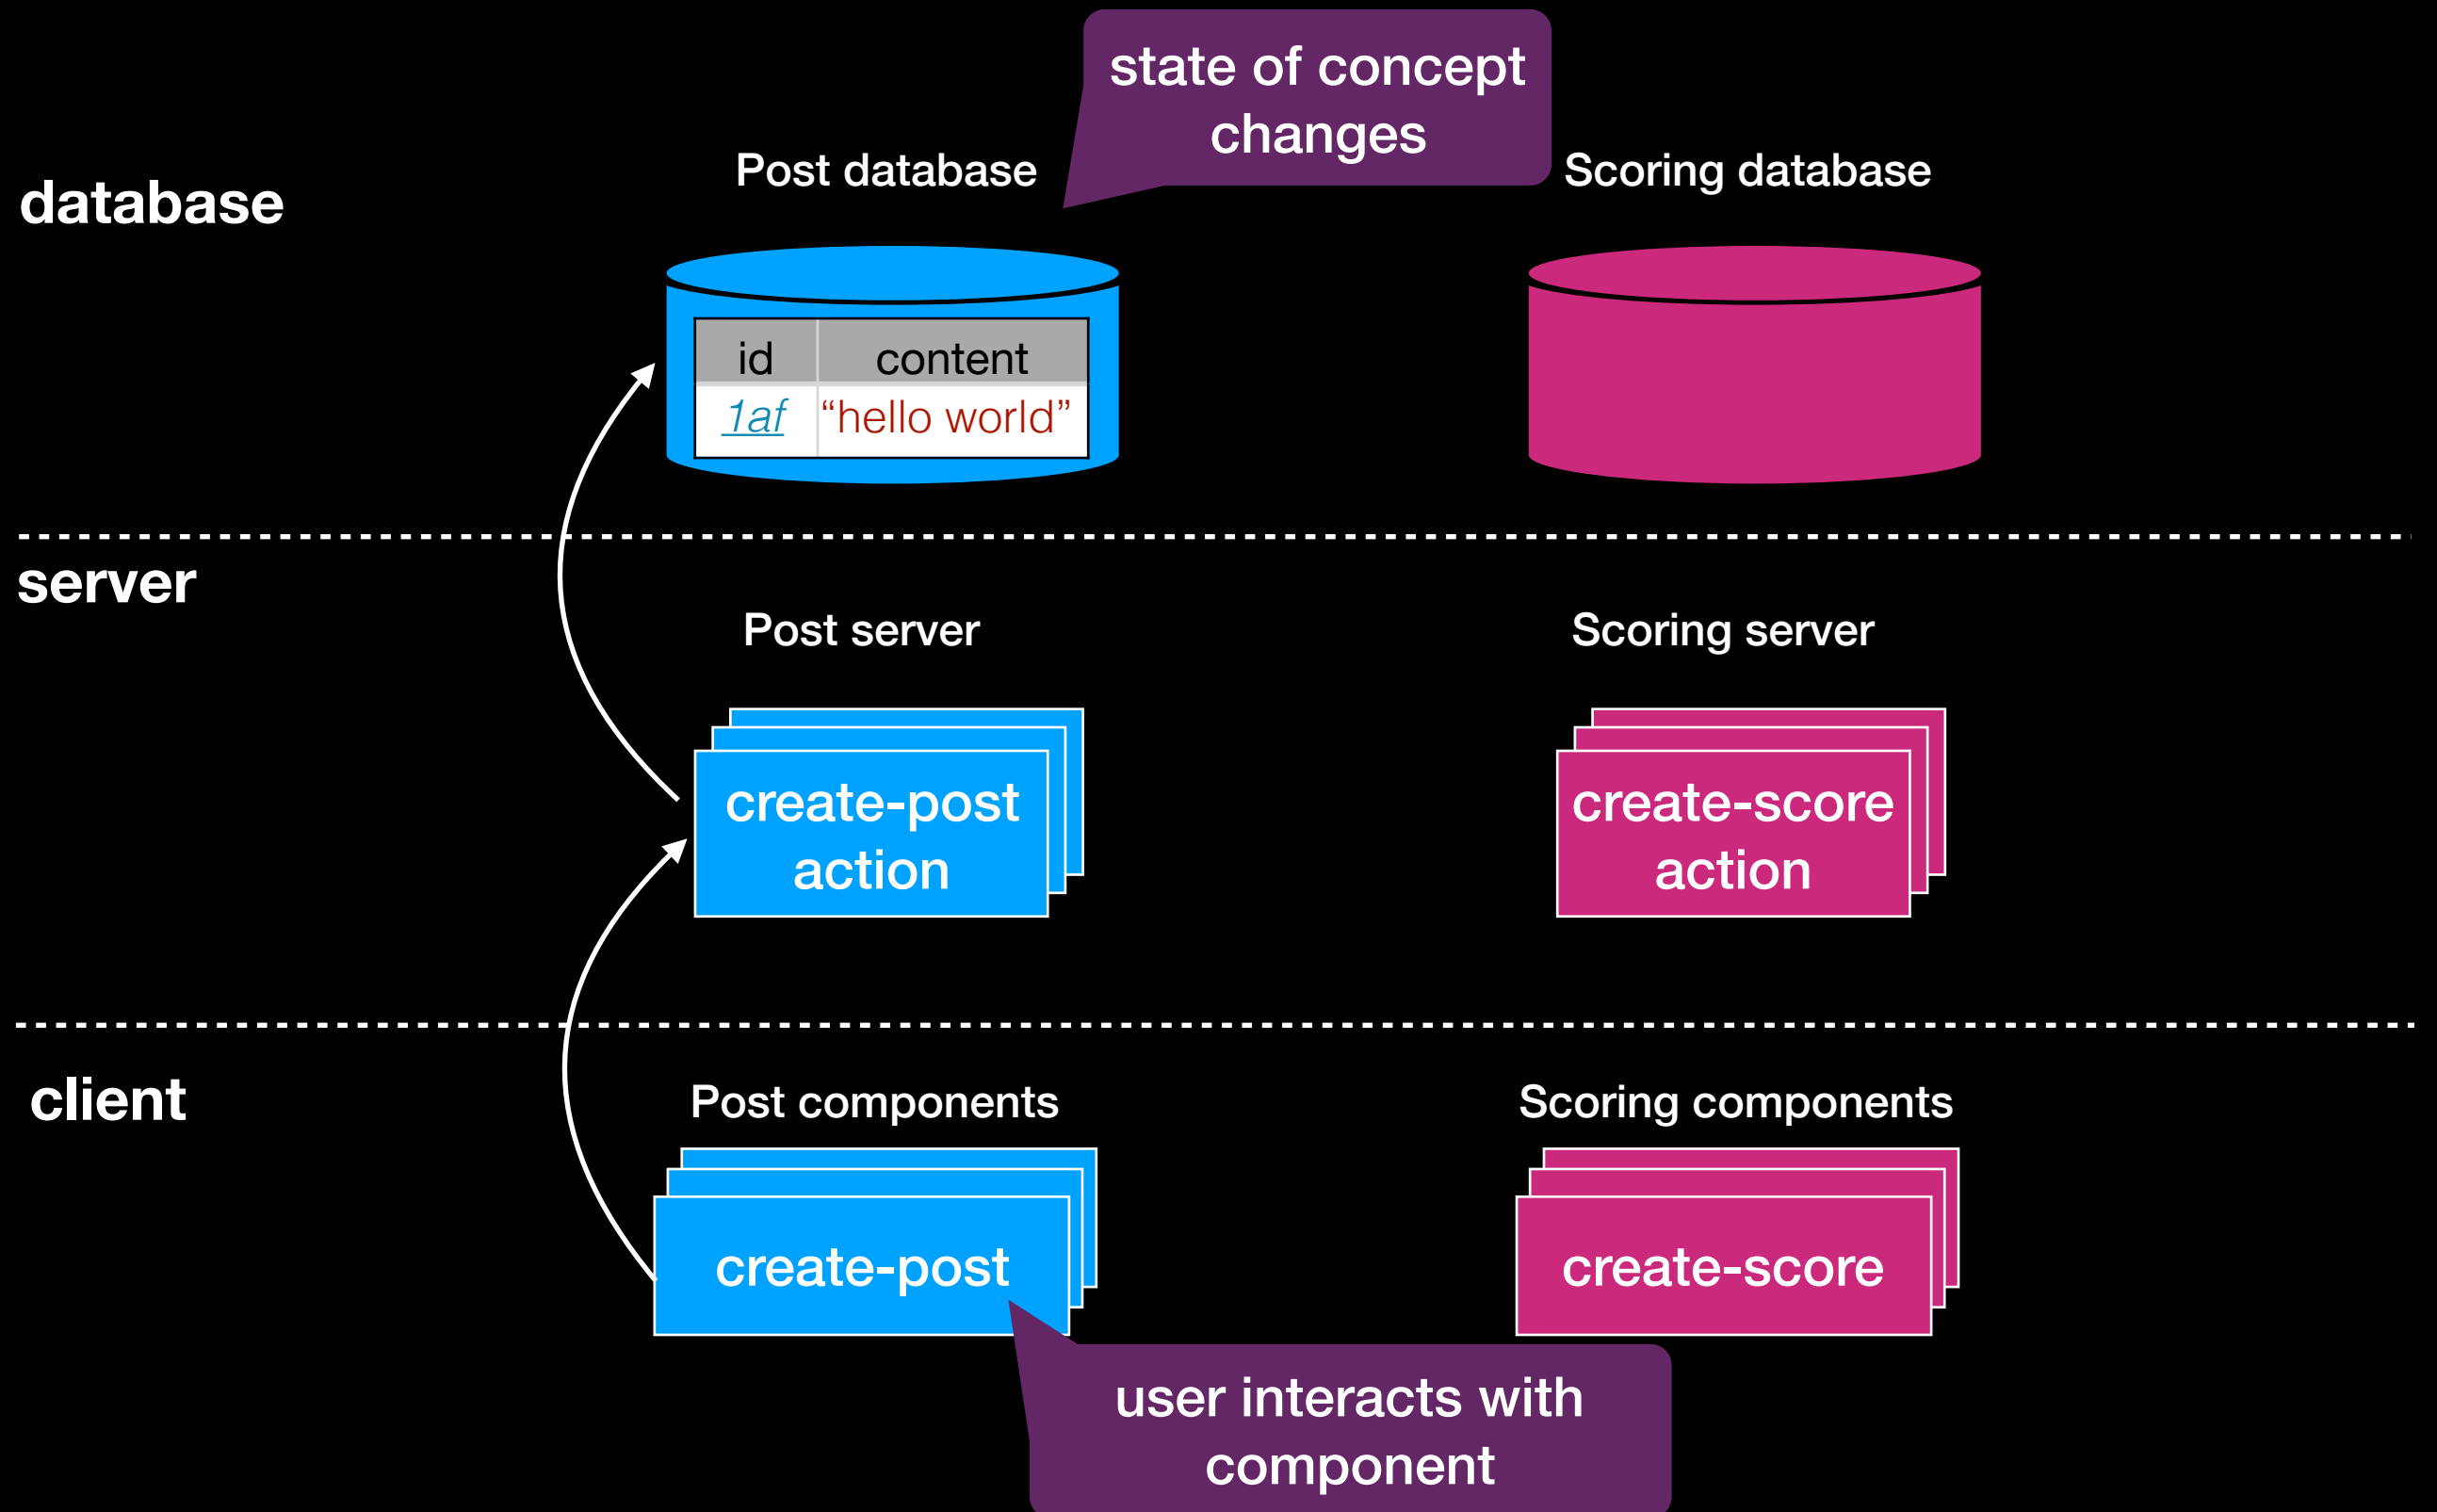 state of concept
changes
Post database
Scoring database
database
id content
1af “hello world”
server
Post server
Scoring server
create-post
action
create-score
action
client
Post components
Scoring components
create-post
create-score
user interacts with
component